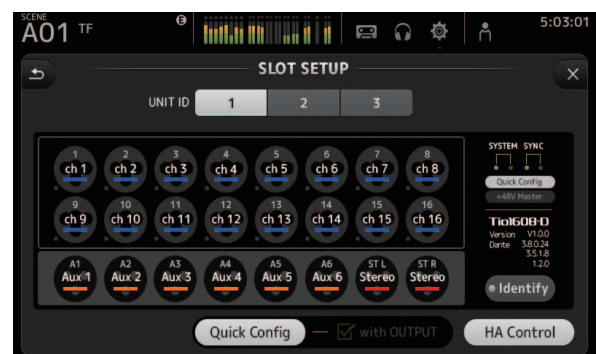 SCENE
A01 TF
E
5:03:01
SLOT SETUP
UNIT ID 1 2 3
1 2 3 4 5 6 7 8
ch 1 ch 2 ch 3 ch 4 ch 5 ch 6 ch 7 ch 8
9 10 11 12 13 14 15 16
ch 9 ch 10 ch 11 ch 12 ch 13 ch 14 ch 15 ch 16
A1 A2 A3 A4 A5 A6 ST L ST R
Aux 1 Aux 2 Aux 3 Aux 4 Aux 5 Aux 6 Stereo Stereo
SYSTEM SYNC
Quick Config
+48V Master
Tio1608-D
Version V1.0.0
Dante 3.8.0.24
3.5.1.8
1.2.0
Identify
Quick Config with OUTPUT HA Control